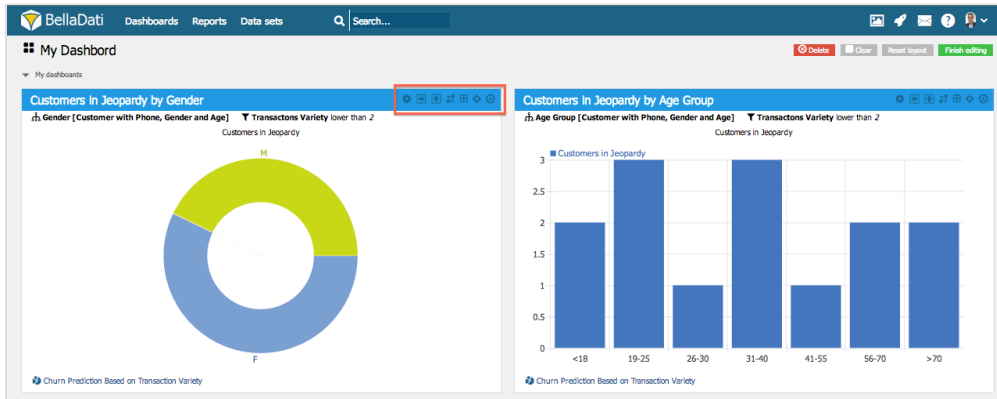 BellaDati Dashboards Reports Data sets Search...
My Dashbord
Delete Clear Reset layout Finish editing
My dashboards
Customers in Jeopardy by Gender
Gender [Customer with Phone, Gender and Age] Transactons Variety lower than 2
Customers in Jeopardy
M
F
Churn Prediction Based on Transaction Variety
Customers in Jeopardy by Age Group
Age Group [Customer with Phone, Gender and Age] Transactons Variety lower than 2
Customers in Jeopardy
Customers in Jeopardy
3
2.5
2
1.5
1
0.5
0
<18 19-25 26-30 31-40 41-55 56-70 >70
Churn Prediction Based on Transaction Variety